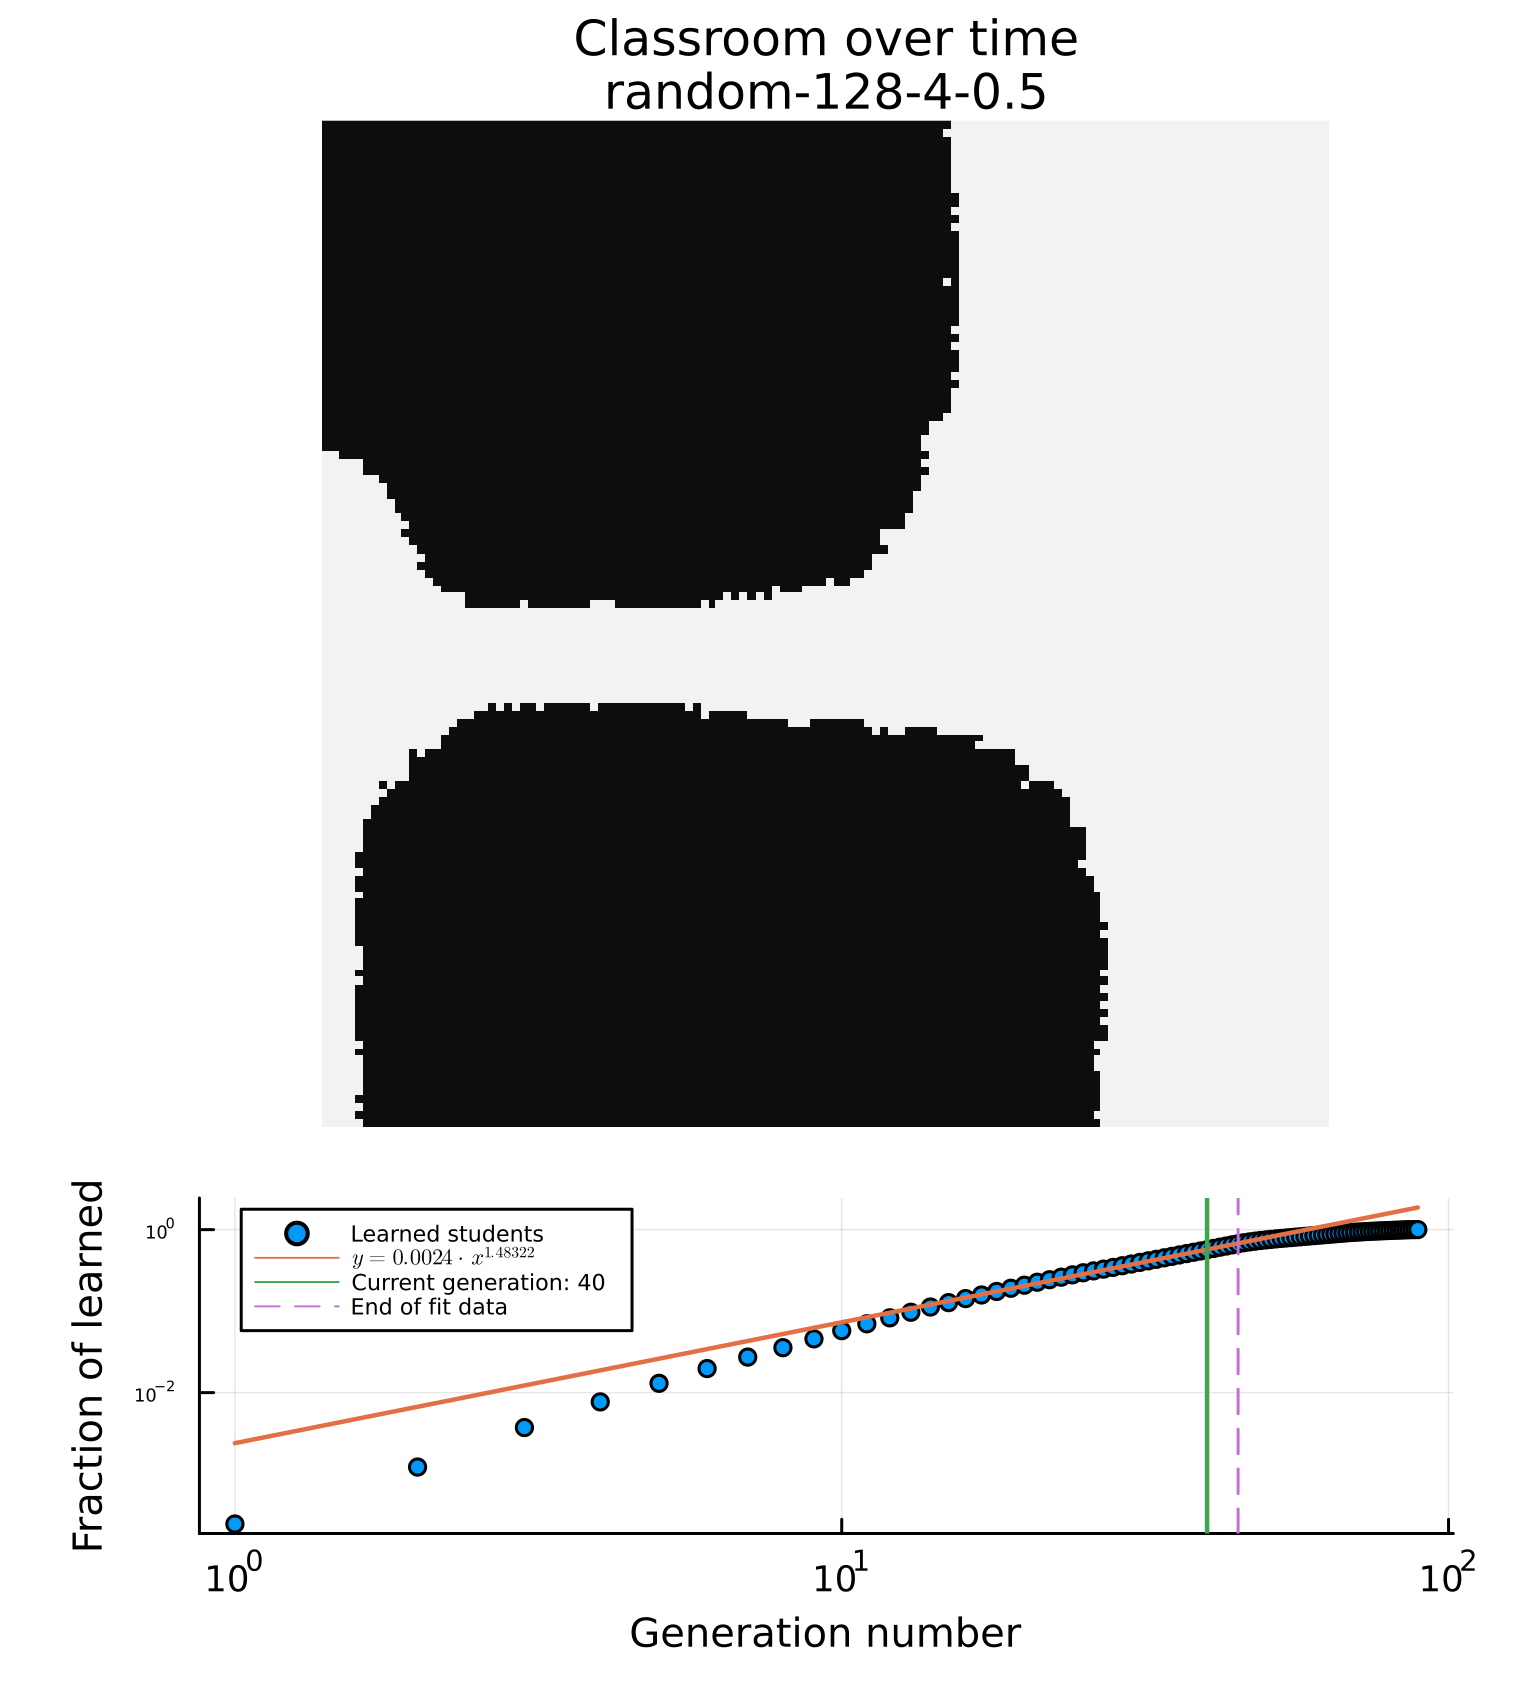 Classroom over time
random-128-4-0.5
Fraction of learned
10^0
10^−2
Learned students
y = 0.0024 · x^1.48322
Current generation: 40
End of fit data
10^0
10^1
10^2
Generation number